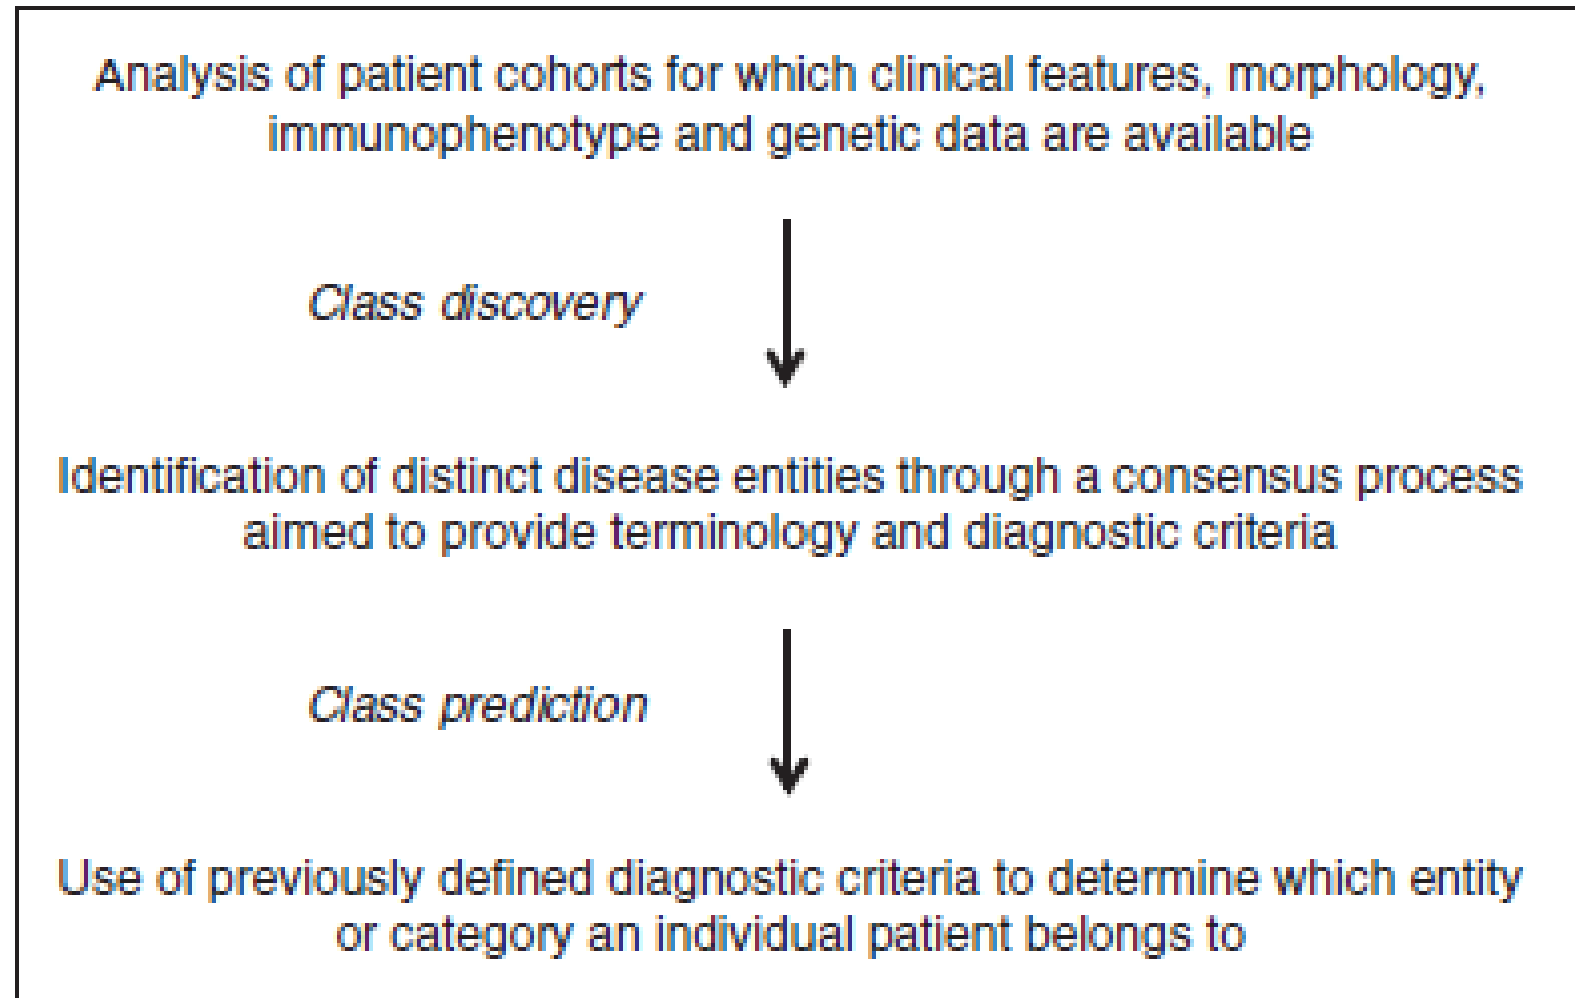 Analysis of patient cohorts for which clinical features, morphology,
immunophenotype and genetic data are available
Class discovery
Identification of distinct disease entities through a consensus process
aimed to provide terminology and diagnostic criteria
Class prediction
Use of previously defined diagnostic criteria to determine which entity
or category an individual patient belongs to